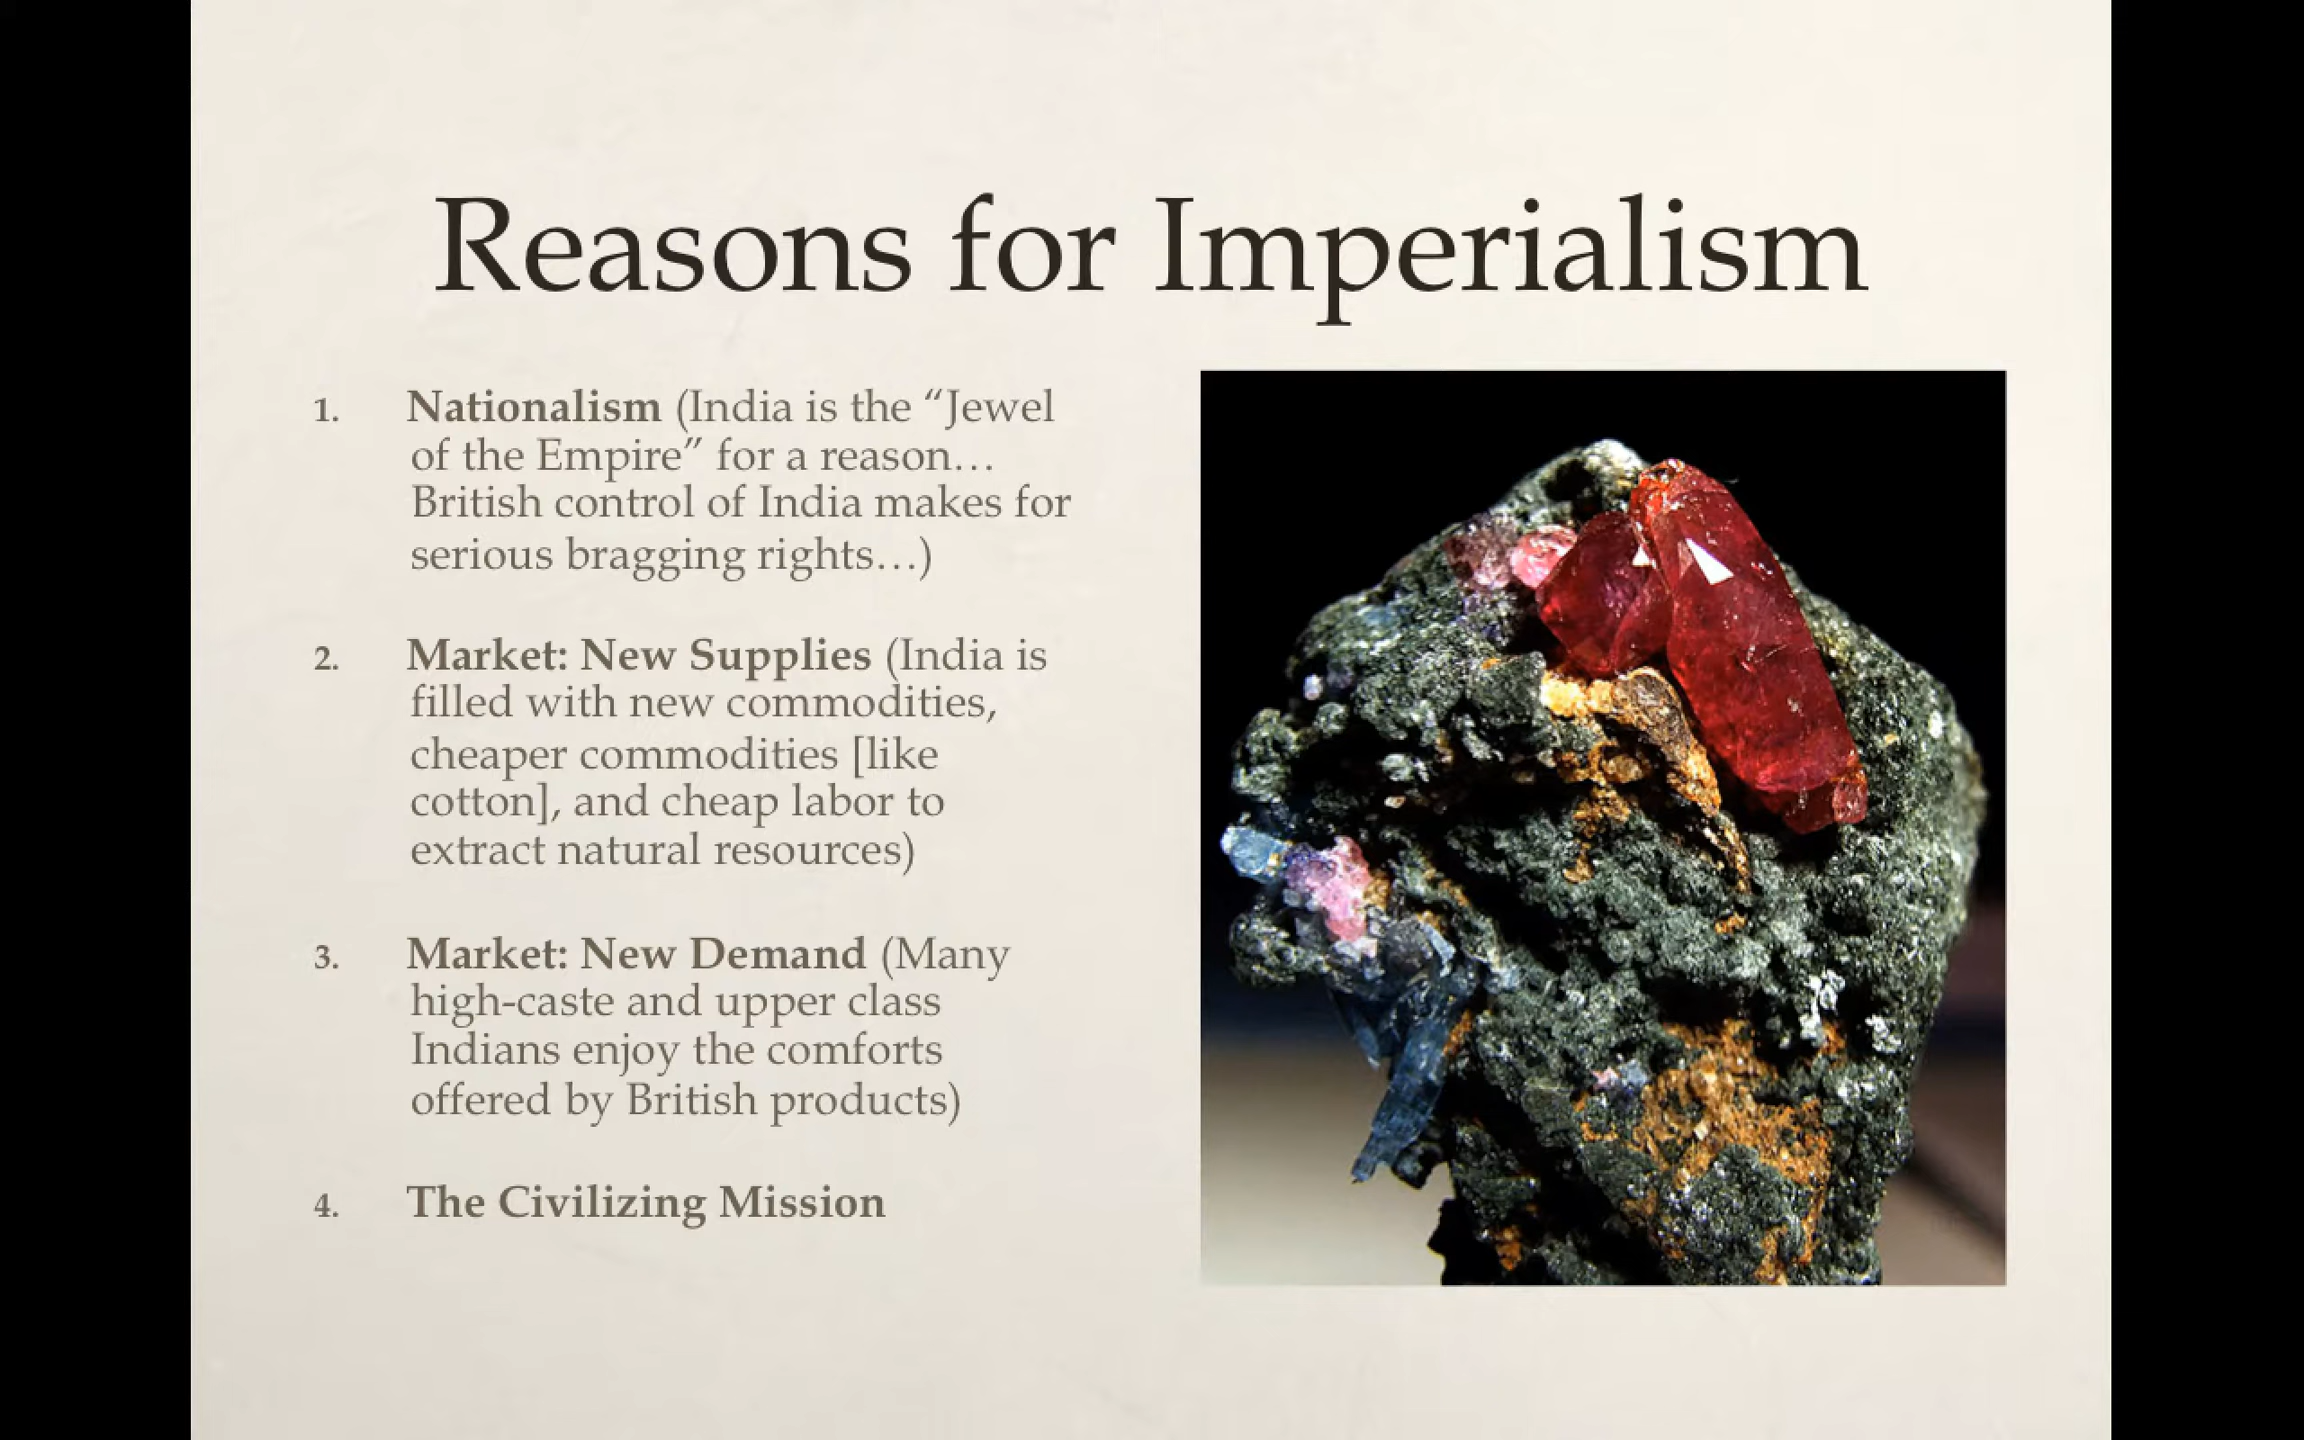 Reasons for Imperialism
1. Nationalism (India is the “Jewel
of the Empire” for a reason…
British control of India makes for
serious bragging rights…)
2. Market: New Supplies (India is
filled with new commodities,
cheaper commodities [like
cotton], and cheap labor to
extract natural resources)
3. Market: New Demand (Many
high-caste and upper class
Indians enjoy the comforts
offered by British products)
4. The Civilizing Mission